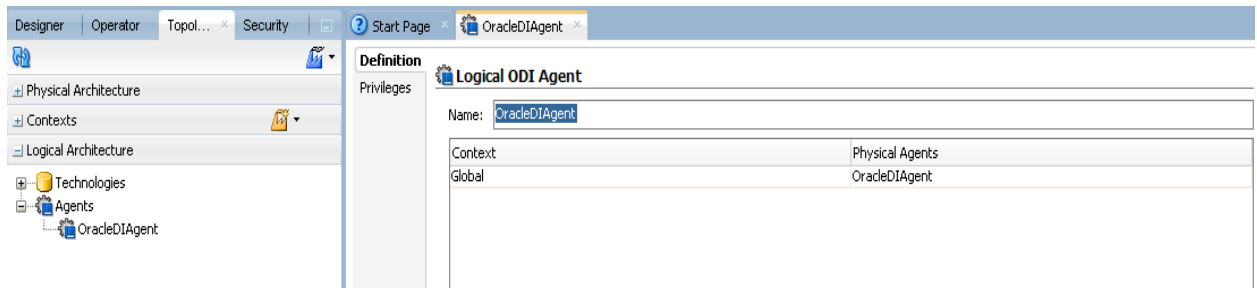 Designer Operator Topol... Security
Start Page OracleDIAgent
Definition
Privileges
Physical Architecture
Contexts
Logical Architecture
Technologies
Agents
OracleDIAgent
Logical ODI Agent
Name: OracleDIAgent
Context Physical Agents
Global OracleDIAgent